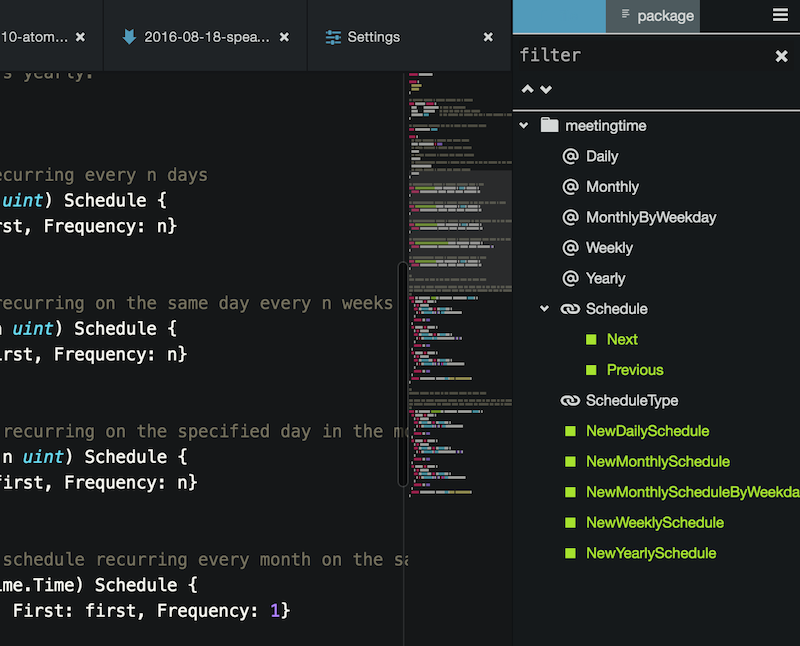 10-atom...
2016-08-18-spea...
Settings
package
s yearly.
ecurring every n days
uint) Schedule {
rst, Frequency: n}
recurring on the same day every n weeks
n uint) Schedule {
irst, Frequency: n}
recurring on the specified day in the m
n uint) Schedule {
first, Frequency: n}
schedule recurring every month on the sa
ime.Time) Schedule {
First: first, Frequency: 1}
filter
meetingtime
@ Daily
@ Monthly
@ MonthlyByWeekday
@ Weekly
@ Yearly
Schedule
Next
Previous
ScheduleType
NewDailySchedule
NewMonthlySchedule
NewMonthlyScheduleByWeekda
NewWeeklySchedule
NewYearlySchedule